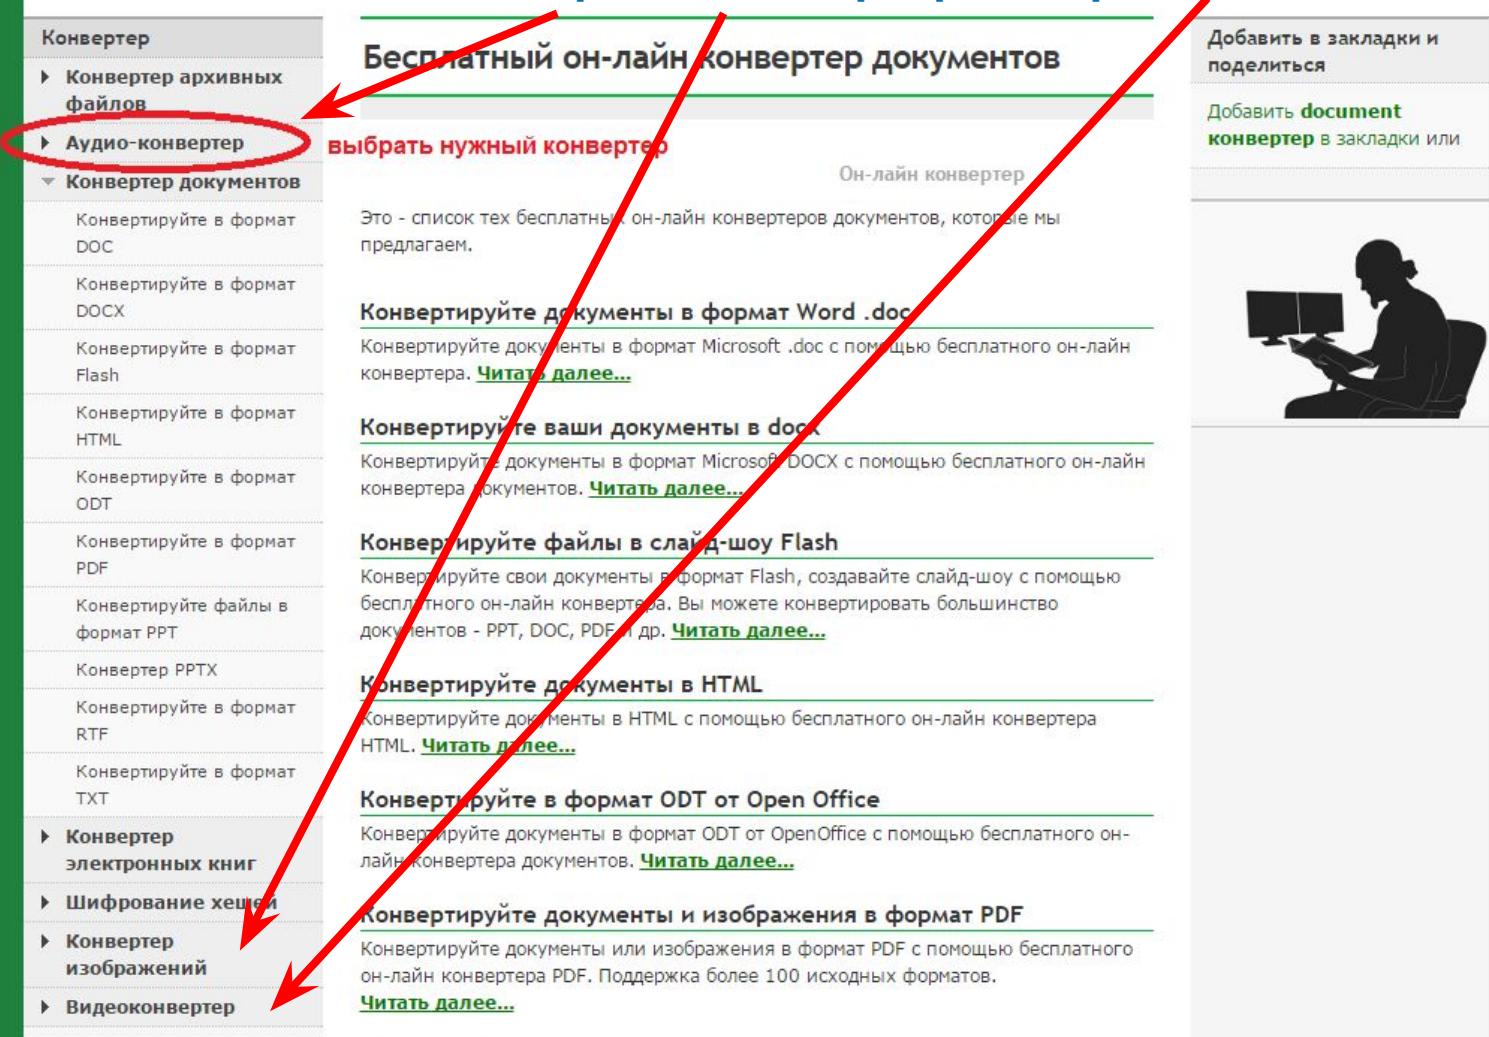 Конвертер
Конвертер архивных
файлов
Аудио-конвертер
Конвертер документов
Конвертируйте в формат
DOC
Конвертируйте в формат
DOCX
Конвертируйте в формат
Flash
Конвертируйте в формат
HTML
Конвертируйте в формат
ODT
Конвертируйте в формат
PDF
Конвертируйте файлы в
формат PPT
Конвертер PPTX
Конвертируйте в формат
RTF
Конвертируйте в формат
TXT
Конвертер
электронных книг
Шифрование хешей
Конвертер
изображений
Видеоконвертер
Бесплатный он-лайн конвертер документов
выбрать нужный конвертер
Он-лайн конвертер
Это - список тех бесплатных он-лайн конвертеров документов, которые мы
предлагаем.
Конвертируйте документы в формат Word .doc
Конвертируйте документы в формат Microsoft .doc с помощью бесплатного он-лайн
конвертера. Читать далее...
Конвертируйте ваши документы в docx
Конвертируйте документы в формат Microsoft DOCX с помощью бесплатного он-лайн
конвертера документов. Читать далее...
Конвертируйте файлы в слайд-шоу Flash
Конвертируйте свои документы в формат Flash, создавайте слайд-шоу с помощью
бесплатного он-лайн конвертера. Вы можете конвертировать большинство
документов - PPT, DOC, PDF и др. Читать далее...
Конвертируйте документы в HTML
Конвертируйте документы в HTML с помощью бесплатного он-лайн конвертера
HTML. Читать далее...
Конвертируйте в формат ODT от Open Office
Конвертируйте документы в формат ODT от OpenOffice с помощью бесплатного он-
лайн конвертера документов. Читать далее...
Конвертируйте документы и изображения в формат PDF
Конвертируйте документы или изображения в формат PDF с помощью бесплатного
он-лайн конвертера PDF. Поддержка более 100 исходных форматов.
Читать далее...
Добавить в закладки и
поделиться
Добавить document
конвертер в закладки или